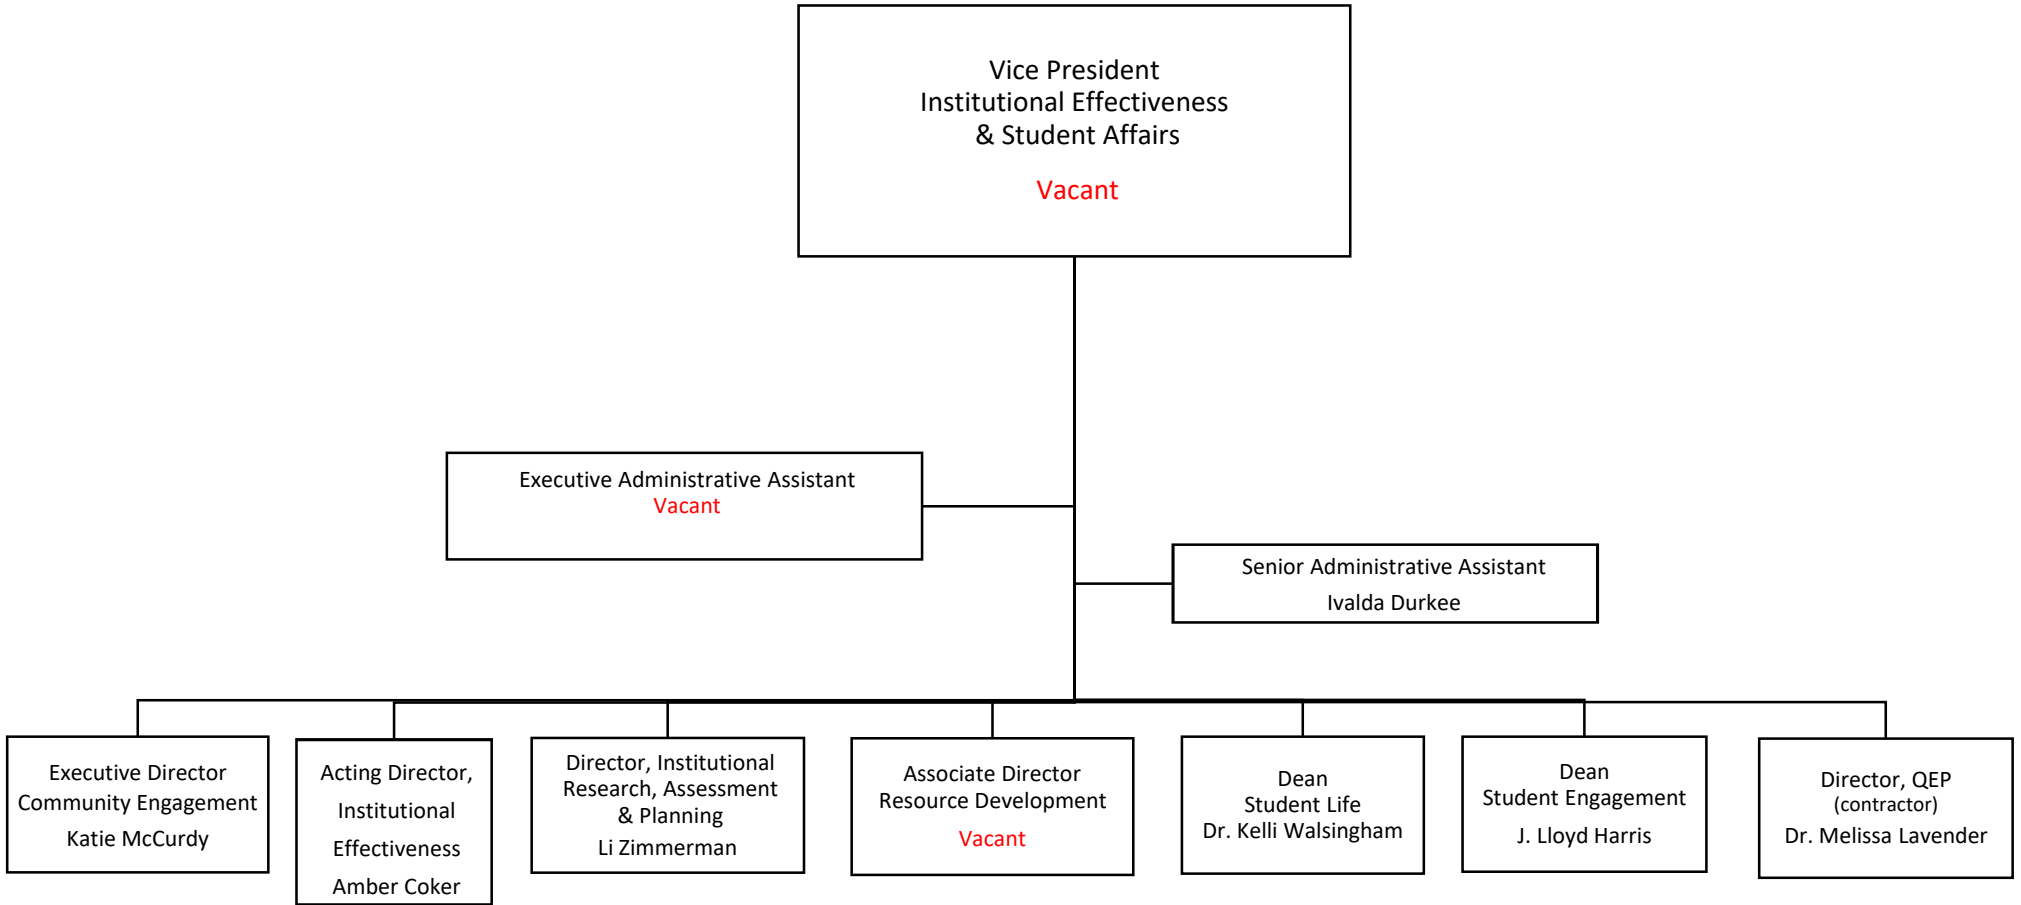 Vice President
Institutional Effectiveness
& Student Affairs
Vacant
Executive Administrative Assistant
Vacant
Senior Administrative Assistant
Ivalda Durkee
Executive Director
Community Engagement
Katie McCurdy
Acting Director,
Institutional
Effectiveness
Amber Coker
Director, Institutional
Research, Assessment
& Planning
Li Zimmerman
Associate Director
Resource Development
Vacant
Dean
Student Life
Dr. Kelli Walsingham
Dean
Student Engagement
J. Lloyd Harris
Director, QEP
(contractor)
Dr. Melissa Lavender